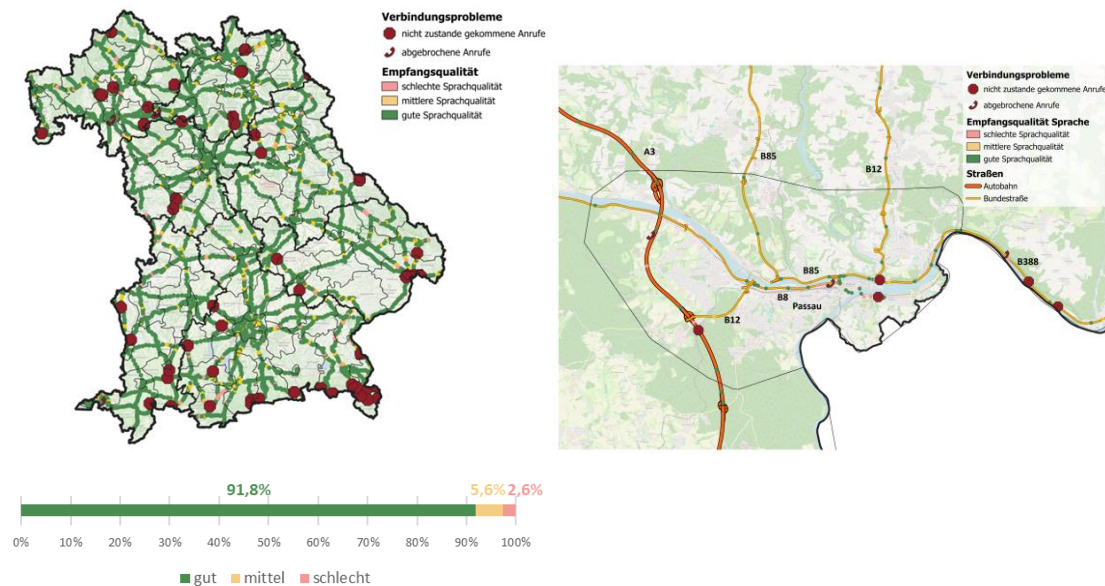 Verbindungsprobleme
nicht zustande gekommene Anrufe
abgebrochene Anrufe
Empfangsqualität
schlechte Sprachqualität
mittlere Sprachqualität
gute Sprachqualität
Verbindungsprobleme
nicht zustande gekommene Anrufe
abgebrochene Anrufe
Empfangsqualität Sprache
schlechte Sprachqualität
mittlere Sprachqualität
gute Sprachqualität
Straßen
Autobahn
Bundesstraße
A3
B85
B12
B85
B388
B8
Passau
B12
91,8% 5,6% 2,6%
0% 10% 20% 30% 40% 50% 60% 70% 80% 90% 100%
gut mittel schlecht